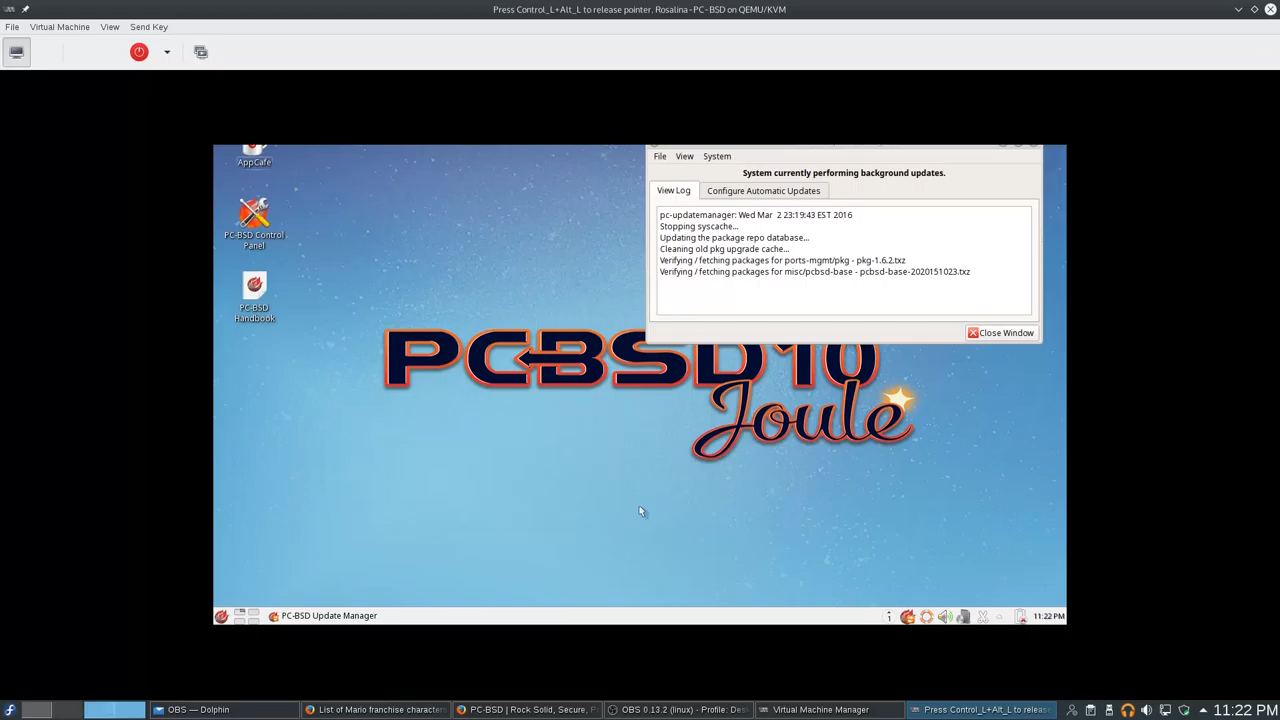 Press Control_L+Alt_L to release pointer. Rosalina - PC-BSD on QEMU/KVM
File Virtual Machine View Send Key
AppCafe
PC-BSD Control
Panel
PC-BSD
Handbook
File View System
System currently performing background updates.
View Log Configure Automatic Updates
pc-updatemanager: Wed Mar 2 23:19:43 EST 2016
Stopping syscache...
Updating the package repo database...
Cleaning old pkg upgrade cache...
Verifying / fetching packages for ports-mgmt/pkg - pkg-1.6.2.txz
Verifying / fetching packages for misc/pcbsd-base - pcbsd-base-2020151023.txz
Close Window
PCBSD10
Joule
PC-BSD Update Manager
1
11:22 PM
OBS — Dolphin
List of Mario franchise characters
PC-BSD | Rock Solid, Secure, P
OBS 0.13.2 (linux) - Profile: Des
Virtual Machine Manager
Press Control_L+Alt_L to release
11:22 PM